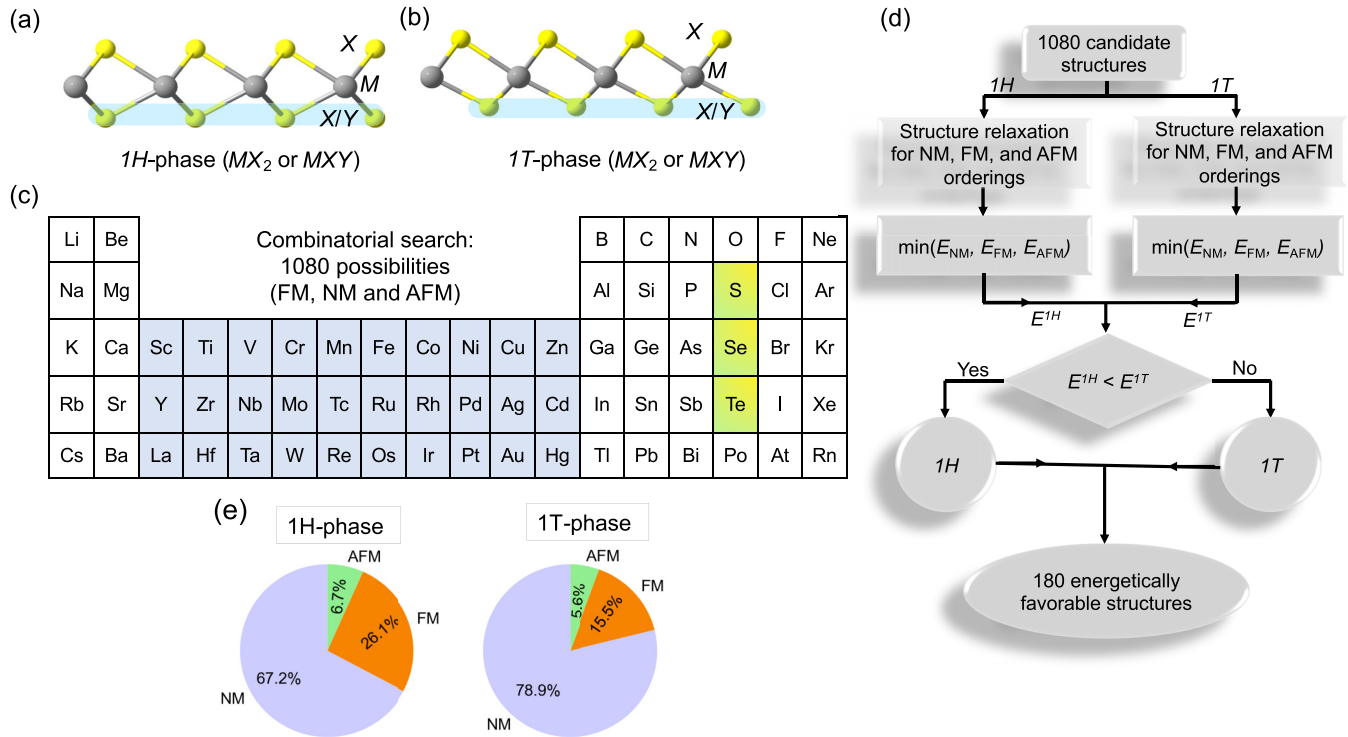 (a)
X
M
X/Y
1H-phase (MX2 or MXY)
(b)
X
M
X/Y
1T-phase (MX2 or MXY)
(c)
Combinatorial search:
1080 possibilities
(FM, NM and AFM)
Li Be B C N O F Ne
Na Mg Al Si P S Cl Ar
K Ca Sc Ti V Cr Mn Fe Co Ni Cu Zn Ga Ge As Se Br Kr
Rb Sr Y Zr Nb Mo Tc Ru Rh Pd Ag Cd In Sn Sb Te I Xe
Cs Ba La Hf Ta W Re Os Ir Pt Au Hg Tl Pb Bi Po At Rn
(d)
1080 candidate
structures
1H
1T
Structure relaxation
for NM, FM, and AFM
orderings
Structure relaxation
for NM, FM, and AFM
orderings
min(ENM, EFM, EAFM)
min(ENM, EFM, EAFM)
E1H
E1T
Yes
E1H < E1T
No
1H
1T
180 energetically
favorable structures
(e)
1H-phase
AFM
6.7%
FM
26.1%
67.2%
NM
1T-phase
AFM
5.6%
FM
15.5%
78.9%
NM